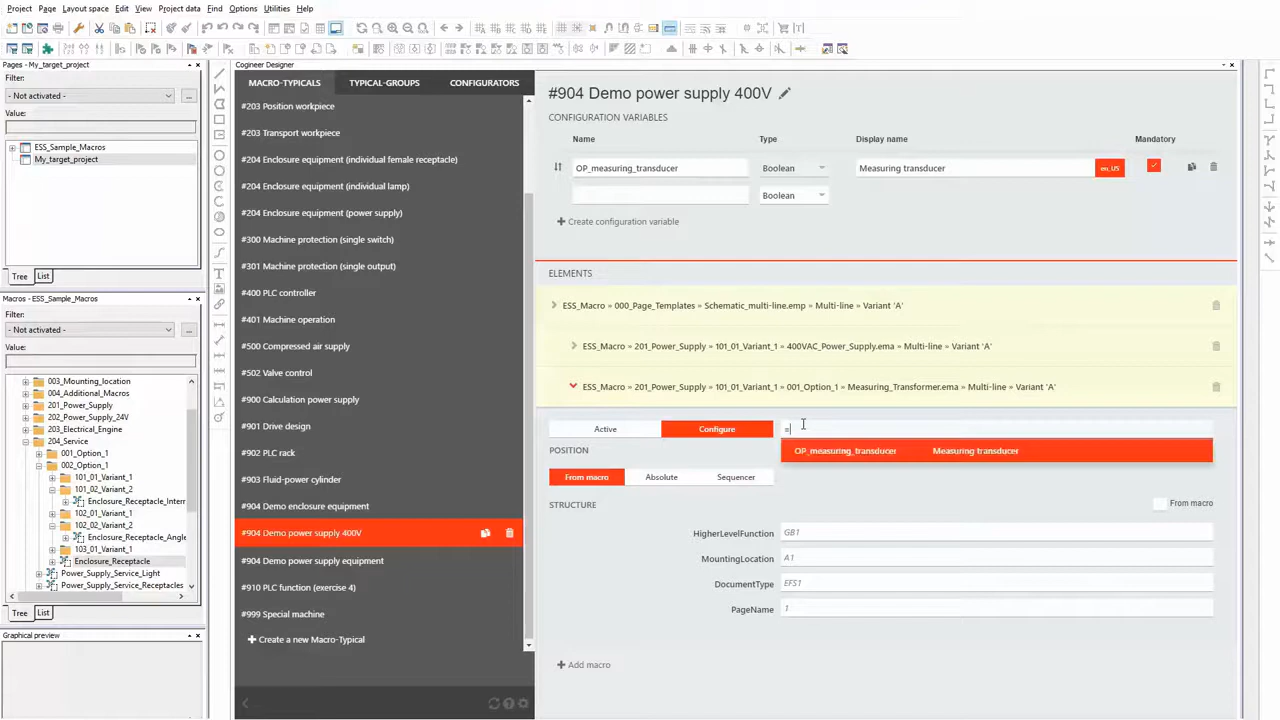 Project Page Layout space Edit View Project data Find Options Utilities Help
Pages - My_target_project
Filter:
- Not activated -
...
Value:
ESS_Sample_Macros
My_target_project
Tree List
Macros - ESS_Sample_Macros
Filter:
- Not activated -
...
Value:
003_Mounting_location
004_Additional_Macros
201_Power_Supply
202_Power_Supply_24V
203_Electrical_Engine
204_Service
001_Option_1
002_Option_1
101_01_Variant_1
101_02_Variant_2
Enclosure_Receptacle_Intern
102_01_Variant_1
102_02_Variant_2
Enclosure_Receptacle_Angle
103_01_Variant_1
Enclosure_Receptacle
Power_Supply_Service_Light
Power_Supply_Service_Receptacles
Tree List
Graphical preview
Cogineer Designer
MACRO-TYPICALS TYPICAL-GROUPS CONFIGURATORS
#203 Position workpiece
#203 Transport workpiece
#204 Enclosure equipment (individual female receptacle)
#204 Enclosure equipment (individual lamp)
#204 Enclosure equipment (power supply)
#300 Machine protection (single switch)
#301 Machine protection (single output)
#400 PLC controller
#401 Machine operation
#500 Compressed air supply
#502 Valve control
#900 Calculation power supply
#901 Drive design
#902 PLC rack
#903 Fluid-power cylinder
#904 Demo enclosure equipment
#904 Demo power supply 400V
#904 Demo power supply equipment
#910 PLC function (exercise 4)
#999 Special machine
+ Create a new Macro-Typical
#904 Demo power supply 400V
CONFIGURATION VARIABLES
Name Type Display name Mandatory
OP_measuring_transducer Boolean Measuring transducer en_US
Boolean
+ Create configuration variable
ELEMENTS
ESS_Macro » 000_Page_Templates » Schematic_multi-line.emp » Multi-line » Variant 'A'
ESS_Macro » 201_Power_Supply » 101_01_Variant_1 » 400VAC_Power_Supply.ema » Multi-line » Variant 'A'
ESS_Macro » 201_Power_Supply » 101_01_Variant_1 » 001_Option_1 » Measuring_Transformer.ema » Multi-line » Variant 'A'
Active Configure =
OP_measuring_transducer Measuring transducer
POSITION
From macro Absolute Sequencer
STRUCTURE From macro
HigherLevelFunction GB1
MountingLocation A1
DocumentType EFS1
PageName 1
+ Add macro